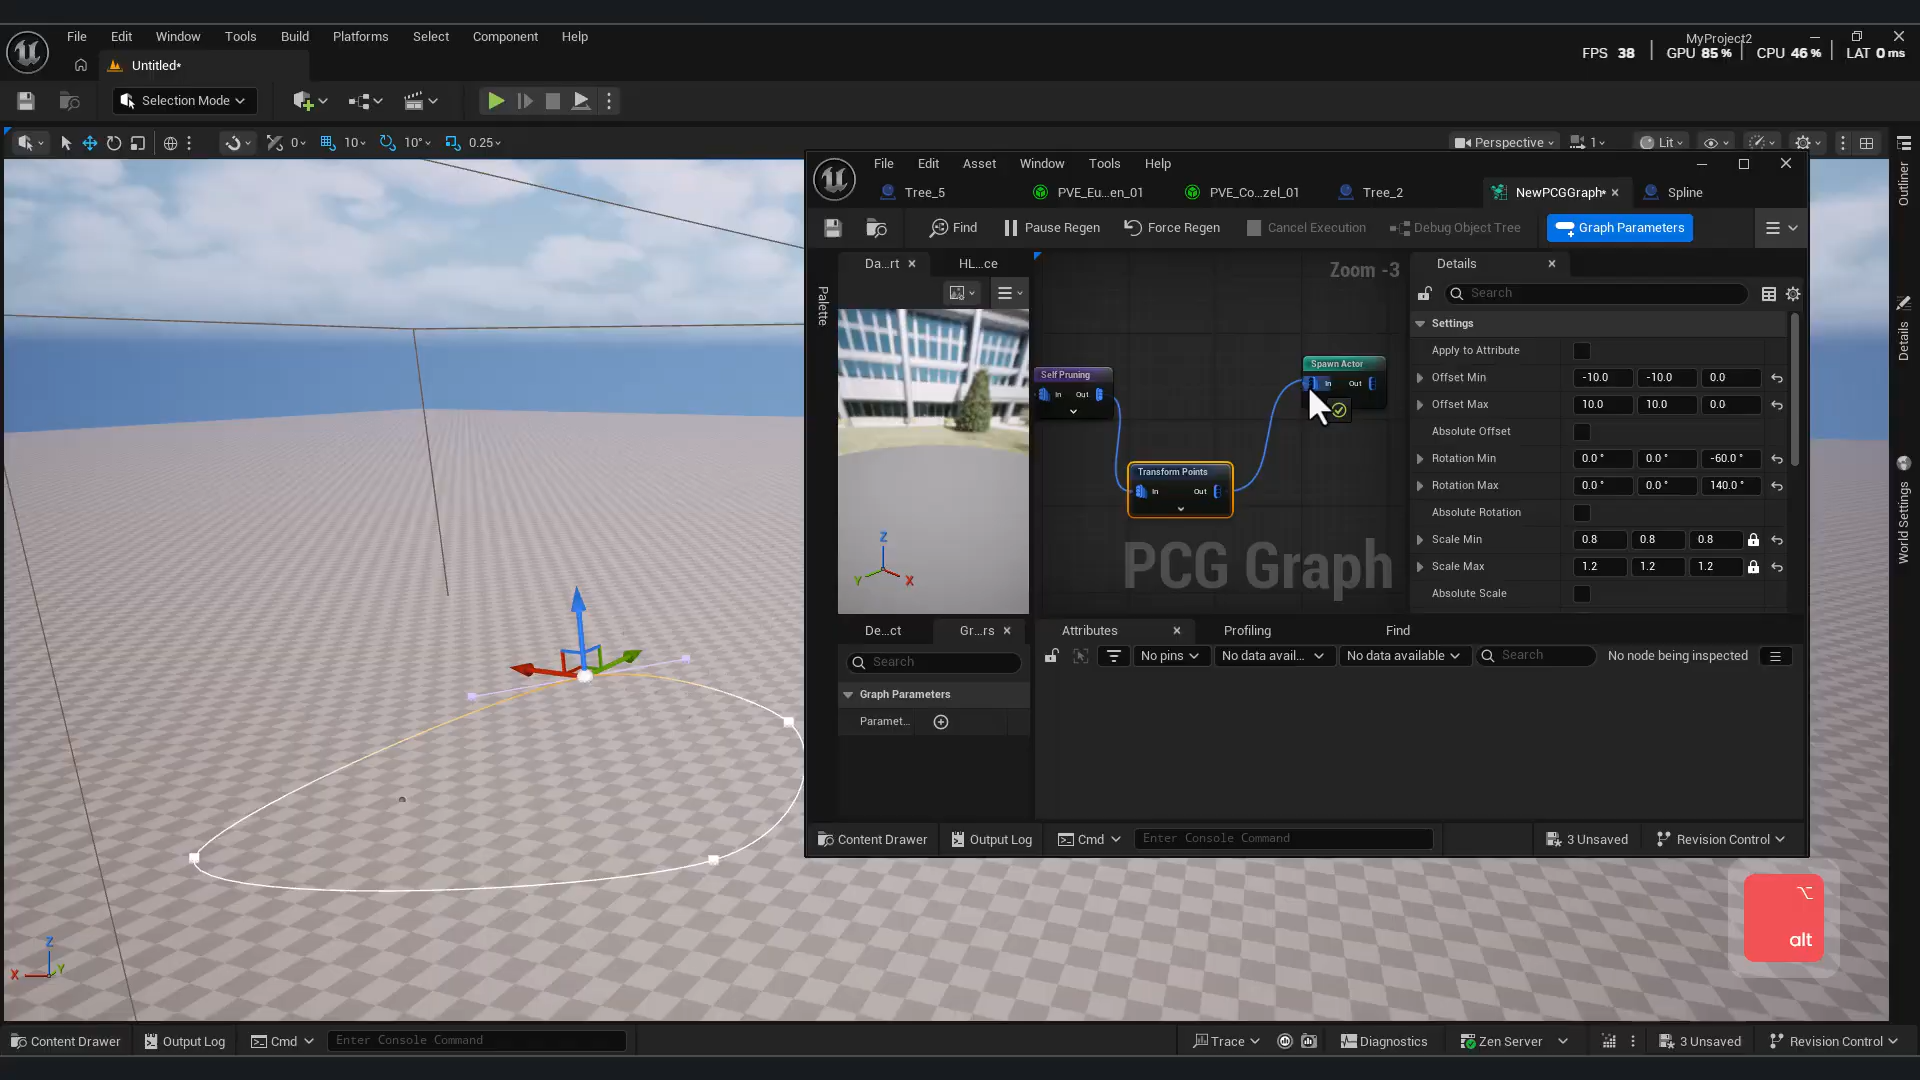 File Edit Window Tools Build Platforms Select Component Help
MyProject2
FPS 38 GPU 85 % CPU 46 % LAT 0 ms
Untitled*
Selection Mode
0 10 10° 0.25
Perspective 1 Lit
Outliner
Details
World Settings
File Edit Asset Window Tools Help
Tree_5 PVE_Eu...en_01 PVE_Co...zel_01 Tree_2 NewPCGGraph* Spline
Find Pause Regen Force Regen Cancel Execution Debug Object Tree Graph Parameters
Palette
Da...rt HL...ce
Zoom -3
Self Pruning
In Out
Transform Points
In Out
Spawn Actor
In Out
PCG Graph
Z
Y X
Details
Search
Settings
Apply to Attribute
Offset Min -10.0 -10.0 0.0
Offset Max 10.0 10.0 0.0
Absolute Offset
Rotation Min 0.0 ° 0.0 ° -60.0 °
Rotation Max 0.0 ° 0.0 ° 140.0 °
Absolute Rotation
Scale Min 0.8 0.8 0.8
Scale Max 1.2 1.2 1.2
Absolute Scale
De...ct Gr...rs
Search
Graph Parameters
Paramet...
Attributes Profiling Find
No pins No data avail... No data available Search No node being inspected
Content Drawer Output Log Cmd Enter Console Command 3 Unsaved Revision Control
alt
Z
X Y
Content Drawer Output Log Cmd Enter Console Command Trace Diagnostics Zen Server 3 Unsaved Revision Control